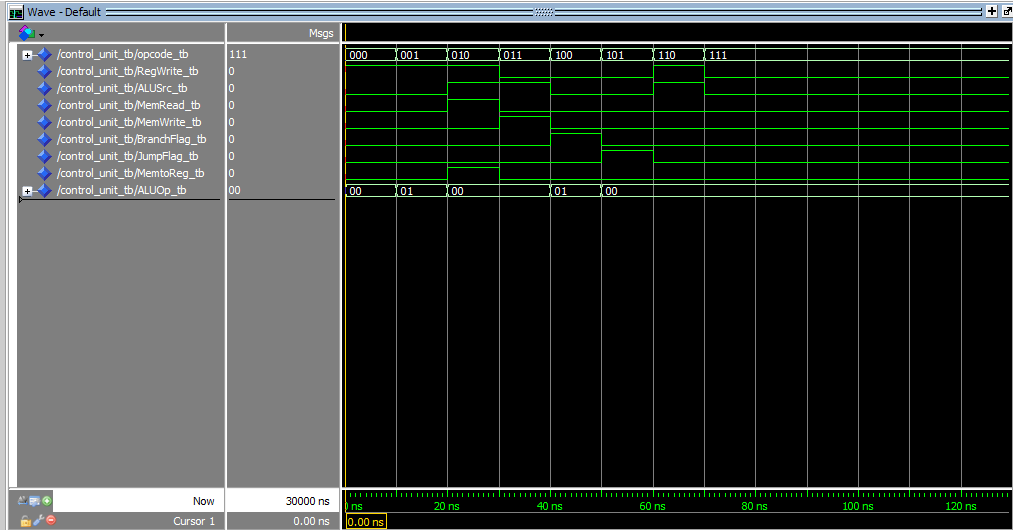 Wave - Default
Msgs
/control_unit_tb/opcode_tb 111 000 001 010 011 100 101 110 111
/control_unit_tb/RegWrite_tb 0
/control_unit_tb/ALUSrc_tb 0
/control_unit_tb/MemRead_tb 0
/control_unit_tb/MemWrite_tb 0
/control_unit_tb/BranchFlag_tb 0
/control_unit_tb/JumpFlag_tb 0
/control_unit_tb/MemtoReg_tb 0
/control_unit_tb/ALUOp_tb 00 00 01 00 01 00
Now 30000 ns ns 20 ns 40 ns 60 ns 80 ns 100 ns 120 ns
Cursor 1 0.00 ns 0.00 ns